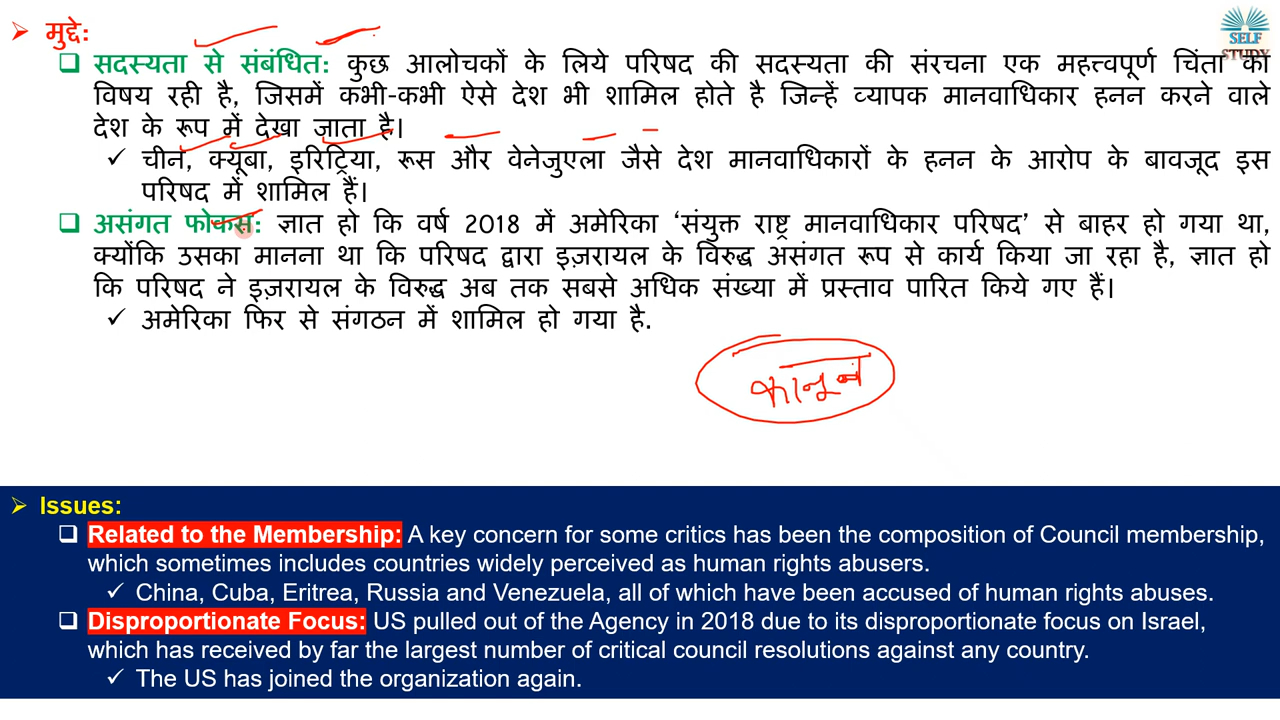 मुद्दे:
SELF
STUDY
सदस्यता से संबंधित: कुछ आलोचकों के लिये परिषद की सदस्यता की संरचना एक महत्त्वपूर्ण चिंता का
विषय रही है, जिसमें कभी-कभी ऐसे देश भी शामिल होते है जिन्हें व्यापक मानवाधिकार हनन करने वाले
देश के रूप में देखा जाता है।
✓ चीन, क्यूबा, इरिट्रिया, रूस और वेनेजुएला जैसे देश मानवाधिकारों के हनन के आरोप के बावजूद इस
परिषद में शामिल हैं।
असंगत फोकस: ज्ञात हो कि वर्ष 2018 में अमेरिका ‘संयुक्त राष्ट्र मानवाधिकार परिषद’ से बाहर हो गया था,
क्योंकि उसका मानना था कि परिषद द्वारा इज़रायल के विरुद्ध असंगत रूप से कार्य किया जा रहा है, ज्ञात हो
कि परिषद ने इज़रायल के विरुद्ध अब तक सबसे अधिक संख्या में प्रस्ताव पारित किये गए हैं।
✓ अमेरिका फिर से संगठन में शामिल हो गया है.
कानून
Issues:
Related to the Membership: A key concern for some critics has been the composition of Council membership,
which sometimes includes countries widely perceived as human rights abusers.
✓ China, Cuba, Eritrea, Russia and Venezuela, all of which have been accused of human rights abuses.
Disproportionate Focus: US pulled out of the Agency in 2018 due to its disproportionate focus on Israel,
which has received by far the largest number of critical council resolutions against any country.
✓ The US has joined the organization again.